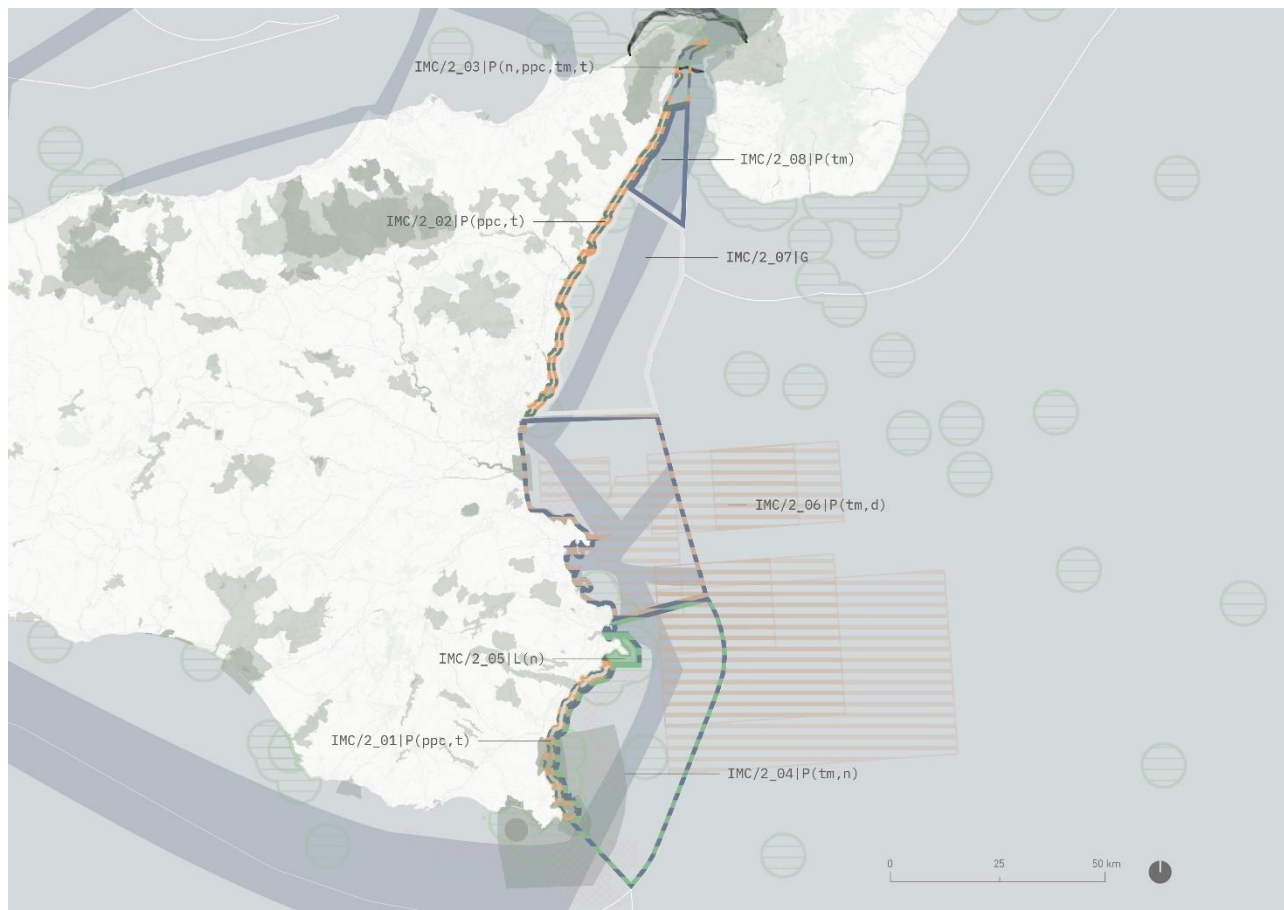 IMC/2_03|P(n,ppc,tm,t)
IMC/2_08|P(tm)
IMC/2_02|P(ppc,t)
IMC/2_07|G
IMC/2_06|P(tm,d)
IMC/2_05|L(n)
IMC/2_01|P(ppc,t)
IMC/2_04|P(tm,n)
0 25 50 km